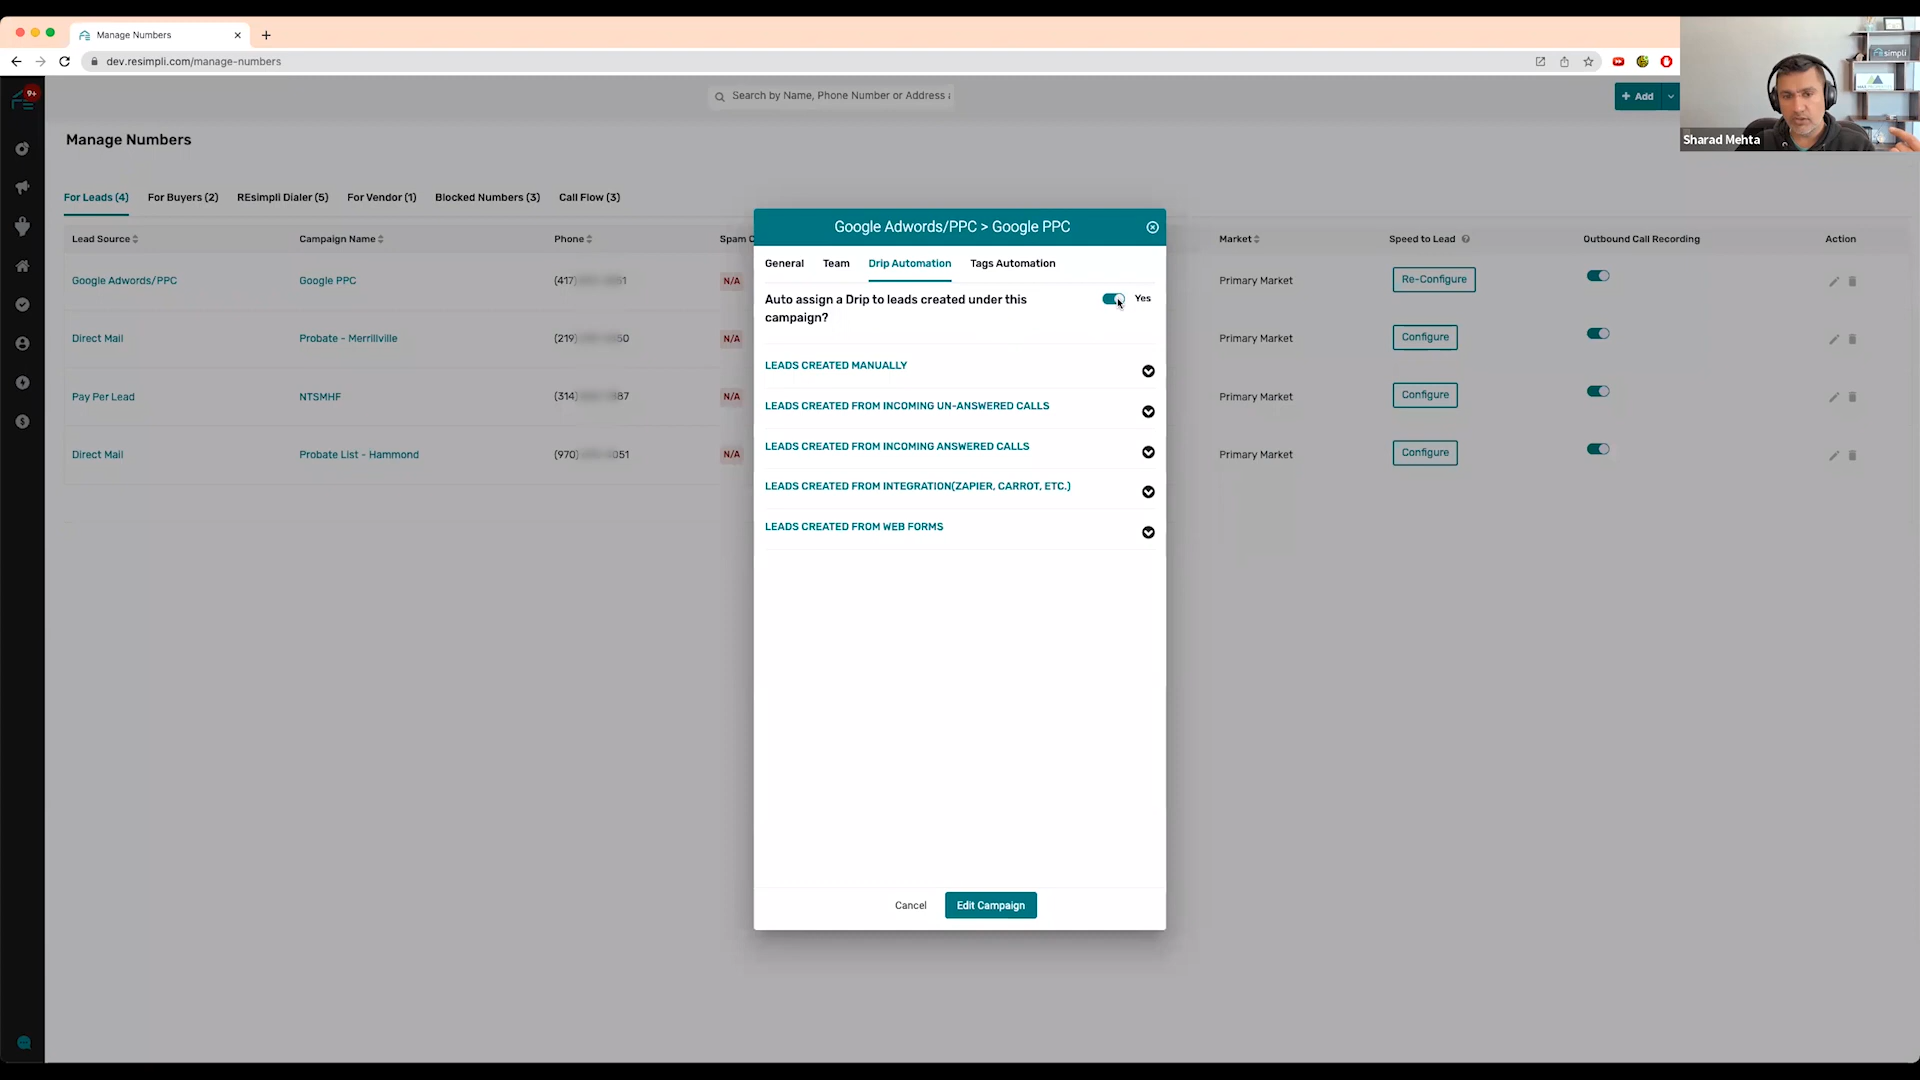 Manage Numbers
dev.resimpli.com/manage-numbers
simpli
Sharad Mehta
9+
Search by Name, Phone Number or Address
+ Add
Manage Numbers
For Leads (4) For Buyers (2) REsimpli Dialer (5) For Vendor (1) Blocked Numbers (3) Call Flow (3)
Lead Source Campaign Name Phone Spam Market Speed to Lead Outbound Call Recording Action
Google Adwords/PPC Google PPC (417) 1 N/A Primary Market Re-Configure
Direct Mail Probate - Merrillville (219) 50 N/A Primary Market Configure
Pay Per Lead NTSMHF (314) 87 N/A Primary Market Configure
Direct Mail Probate List - Hammond (970) 051 N/A Primary Market Configure
Google Adwords/PPC > Google PPC
General Team Drip Automation Tags Automation
Auto assign a Drip to leads created under this
campaign?
Yes
LEADS CREATED MANUALLY
LEADS CREATED FROM INCOMING UN-ANSWERED CALLS
LEADS CREATED FROM INCOMING ANSWERED CALLS
LEADS CREATED FROM INTEGRATION(ZAPIER, CARROT, ETC.)
LEADS CREATED FROM WEB FORMS
Cancel Edit Campaign